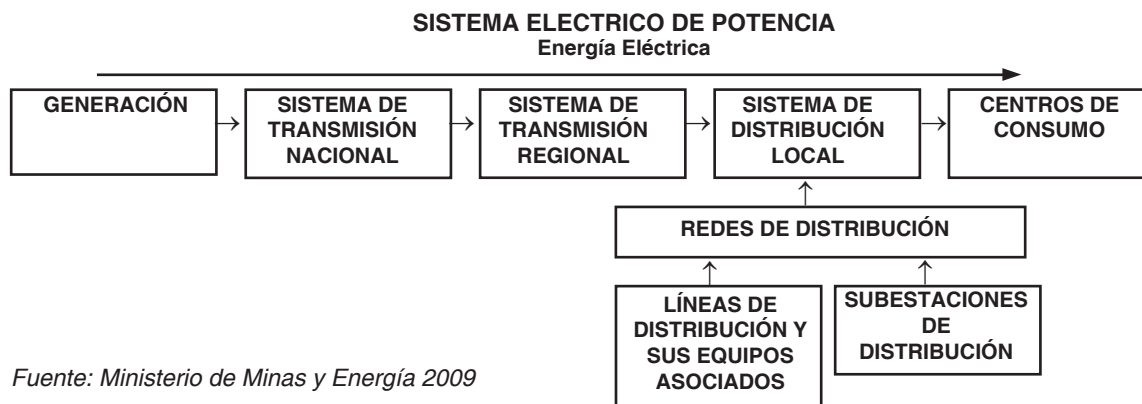 SISTEMA ELECTRICO DE POTENCIA
Energía Eléctrica
GENERACIÓN
SISTEMA DE
TRANSMISIÓN
NACIONAL
SISTEMA DE
TRANSMISIÓN
REGIONAL
SISTEMA DE
DISTRIBUCIÓN
LOCAL
CENTROS DE
CONSUMO
REDES DE DISTRIBUCIÓN
LÍNEAS DE
DISTRIBUCIÓN Y
SUS EQUIPOS
ASOCIADOS
SUBESTACIONES
DE
DISTRIBUCIÓN
Fuente: Ministerio de Minas y Energía 2009